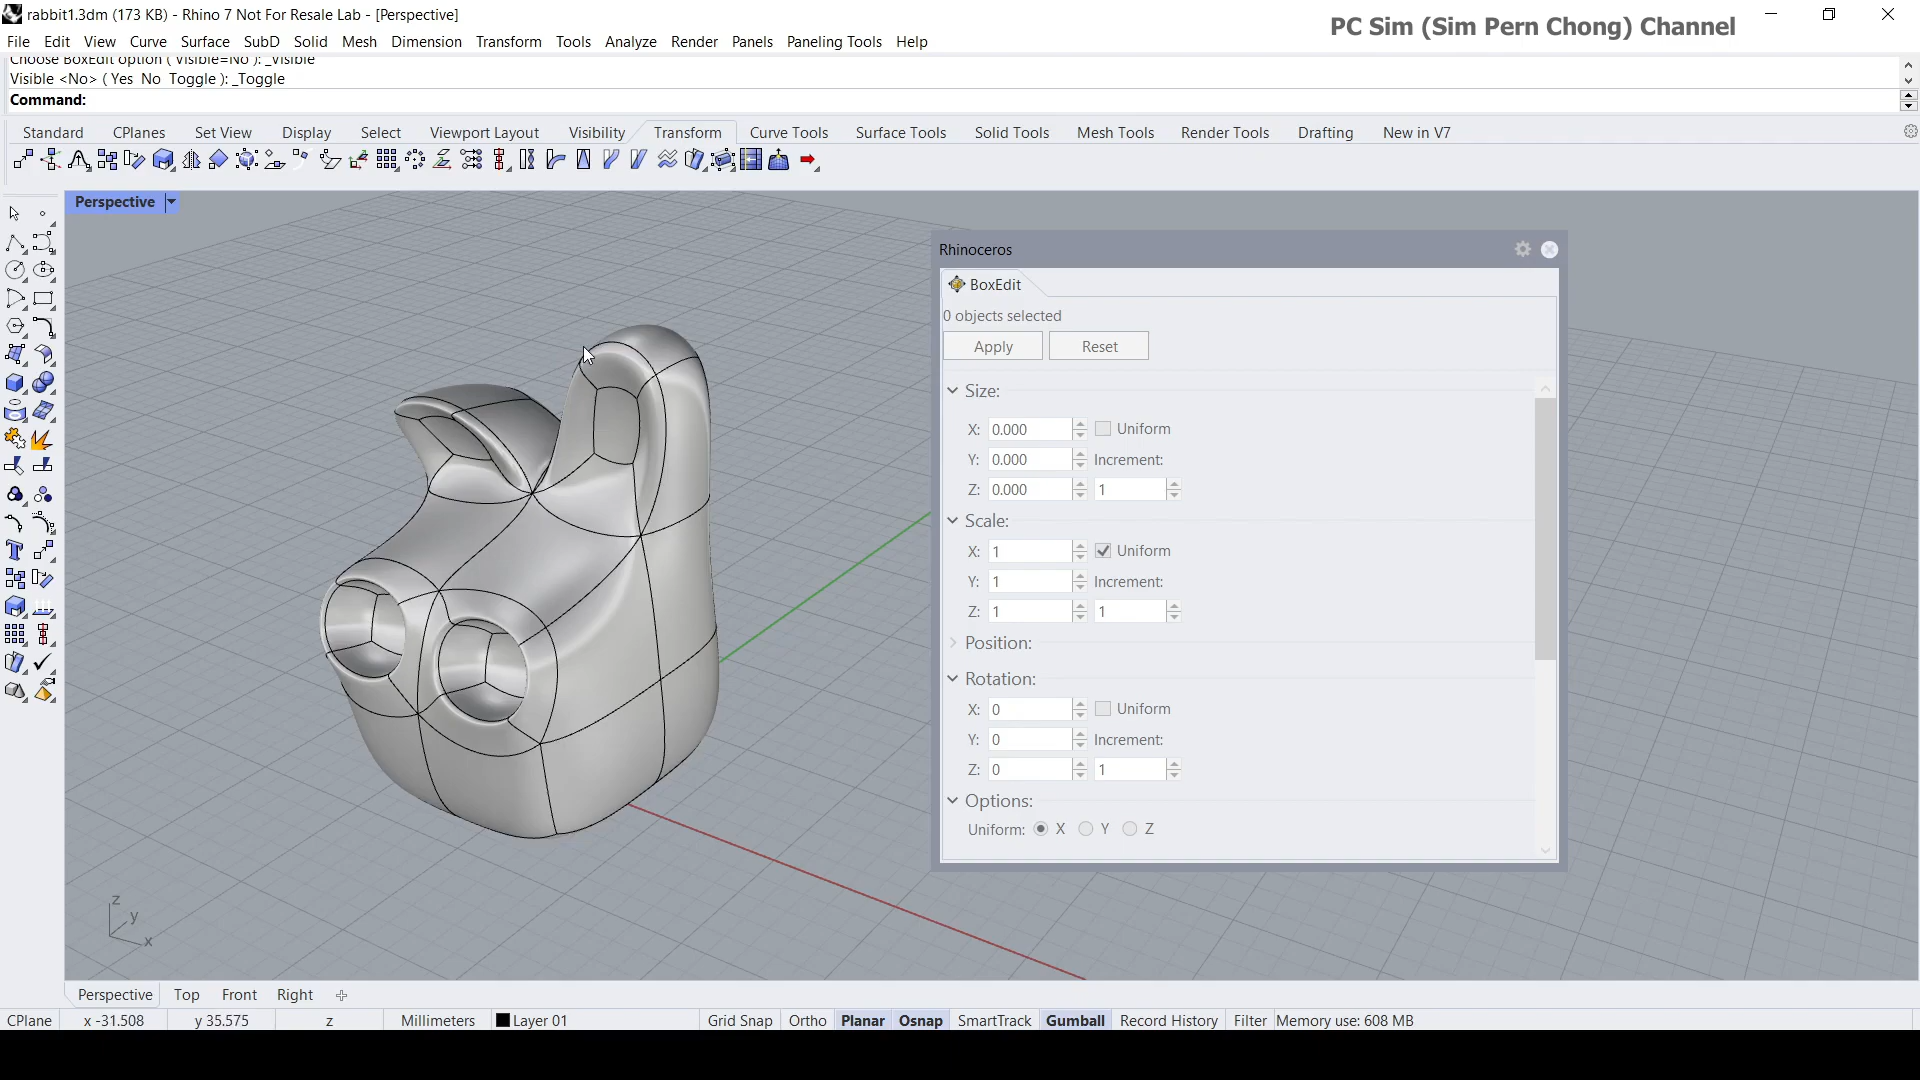 rabbit1.3dm (173 KB) - Rhino 7 Not For Resale Lab - [Perspective]
PC Sim (Sim Pern Chong) Channel
File Edit View Curve Surface SubD Solid Mesh Dimension Transform Tools Analyze Render Panels Paneling Tools Help
Choose BoxEdit option ( Visible=No ): _Visible
Visible <No> ( Yes No Toggle ): _Toggle
Command:
Standard CPlanes Set View Display Select Viewport Layout Visibility Transform Curve Tools Surface Tools Solid Tools Mesh Tools Render Tools Drafting New in V7
Perspective
Rhinoceros
BoxEdit
0 objects selected
Apply Reset
Size:
X: 0.000 Uniform
Y: 0.000 Increment:
Z: 0.000 1
Scale:
X: 1 Uniform
Y: 1 Increment:
Z: 1 1
Position:
Rotation:
X: 0 Uniform
Y: 0 Increment:
Z: 0 1
Options:
Uniform: X Y Z
z
y
x
Perspective Top Front Right
CPlane x -31.508 y 35.575 z Millimeters Layer 01 Grid Snap Ortho Planar Osnap SmartTrack Gumball Record History Filter Memory use: 608 MB